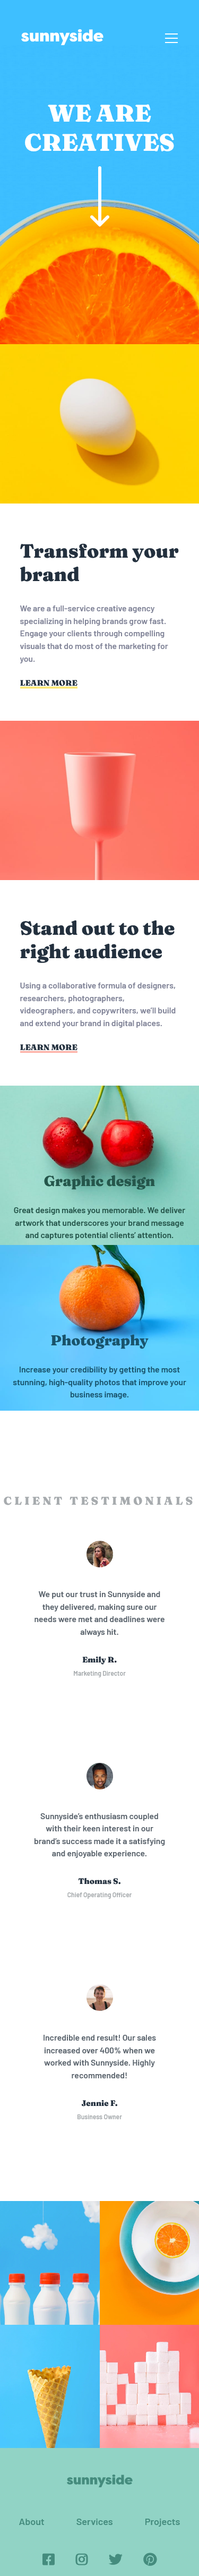 sunnyside
WE ARE
CREATIVES
Transform your
brand
We are a full-service creative agency
specializing in helping brands grow fast.
Engage your clients through compelling
visuals that do most of the marketing for
you.
LEARN MORE
Stand out to the
right audience
Using a collaborative formula of designers,
researchers, photographers,
videographers, and copywriters, we'll build
and extend your brand in digital places.
LEARN MORE
Graphic design
Great design makes you memorable. We deliver
artwork that underscores your brand message
and captures potential clients' attention.
Photography
Increase your credibility by getting the most
stunning, high-quality photos that improve your
business image.
CLIENT TESTIMONIALS
We put our trust in Sunnyside and
they delivered, making sure our
needs were met and deadlines were
always hit.
Emily R.
Marketing Director
Sunnyside's enthusiasm coupled
with their keen interest in our
brand's success made it a satisfying
and enjoyable experience.
Thomas S.
Chief Operating Officer
Incredible end result! Our sales
increased over 400% when we
worked with Sunnyside. Highly
recommended!
Jennie F.
Business Owner
sunnyside
About Services Projects